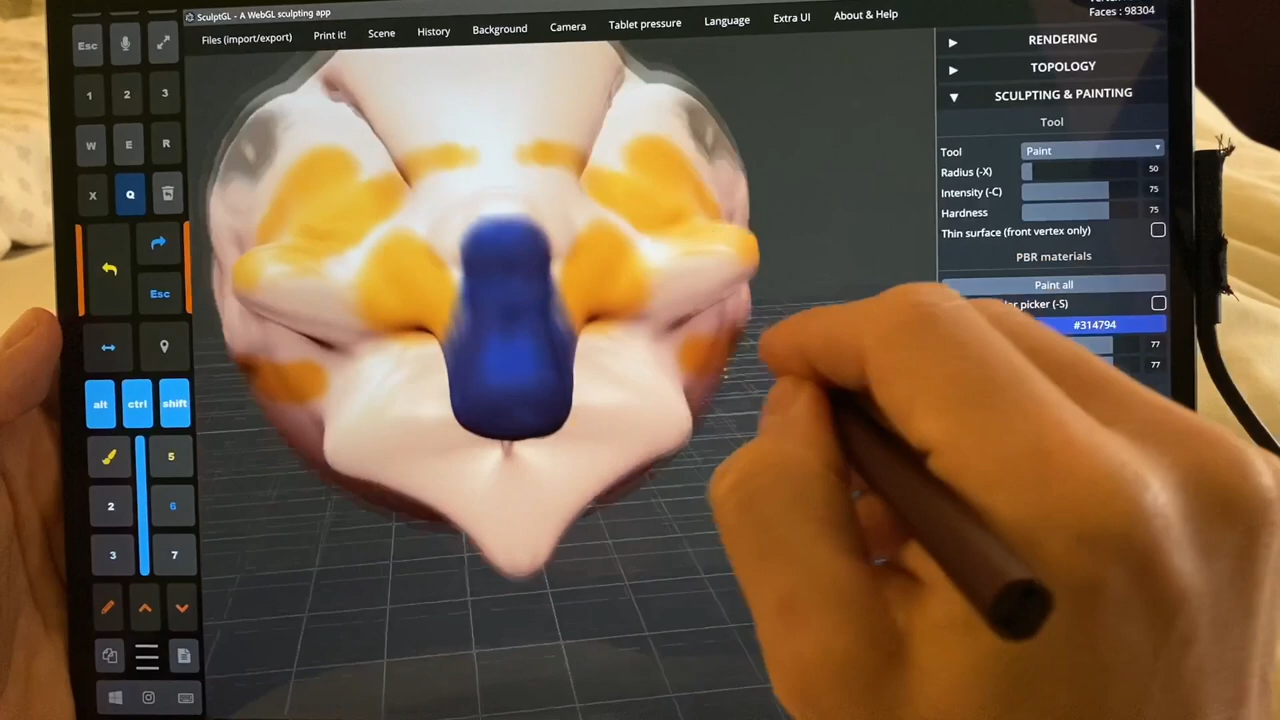 SculptGL - A WebGL sculpting app
Files (import/export) Print it! Scene History Background Camera Tablet pressure Language Extra UI About & Help
Faces : 98304
RENDERING
TOPOLOGY
SCULPTING & PAINTING
Tool
Tool Paint
Radius (-X) 50
Intensity (-C) 75
Hardness 75
Thin surface (front vertex only)
PBR materials
Paint all
picker (-S)
#314794
77
77
Esc
1 2 3
W E R
X Q
Esc
alt ctrl shift
5
2 6
3 7